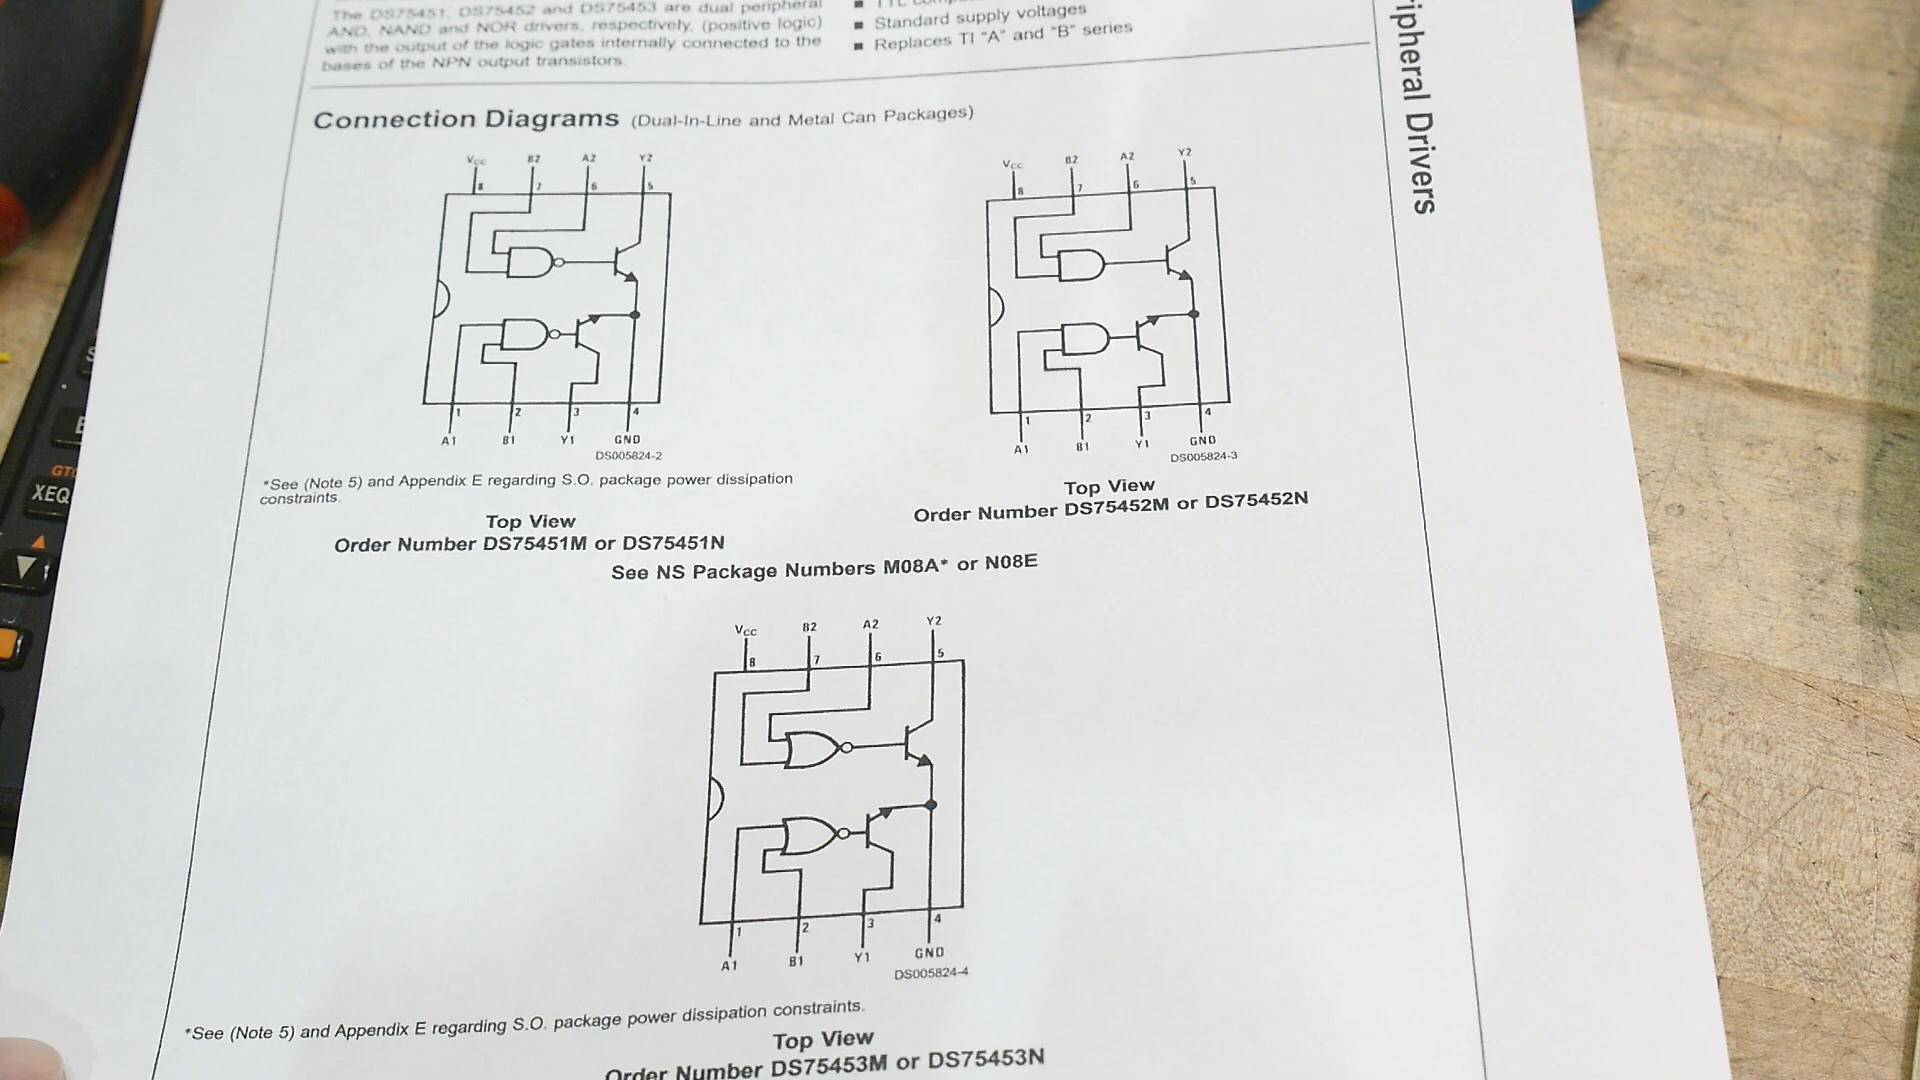 The DS75451, DS75452 and DS75453 are dual peripheral
AND, NAND and NOR drivers, respectively, (positive logic)
with the output of the logic gates internally connected to the
bases of the NPN output transistors.
■ TTL
■ Standard supply voltages
■ Replaces TI "A" and "B" series
ipheral Drivers
Connection Diagrams (Dual-In-Line and Metal Can Packages)
VCC B2 A2 Y2
8 7 6 5
1 2 3 4
A1 B1 Y1 GND
DS005824-2
*See (Note 5) and Appendix E regarding S.O. package power dissipation
constraints.
Top View
Order Number DS75451M or DS75451N
VCC B2 A2 Y2
8 7 6 5
1 2 3 4
A1 B1 Y1 GND
DS005824-3
Top View
Order Number DS75452M or DS75452N
See NS Package Numbers M08A* or N08E
VCC B2 A2 Y2
8 7 6 5
1 2 3 4
A1 B1 Y1 GND
DS005824-4
*See (Note 5) and Appendix E regarding S.O. package power dissipation constraints.
Top View
Order Number DS75453M or DS75453N
XEQ